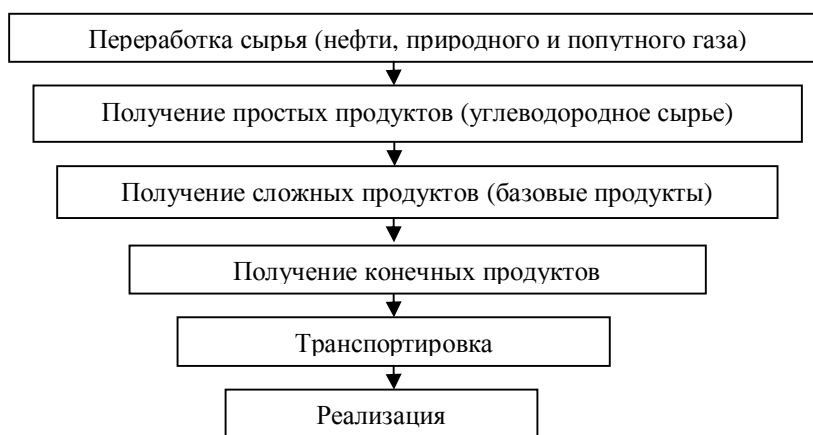 Переработка сырья (нефти, природного и попутного газа)
Получение простых продуктов (углеводородное сырье)
Получение сложных продуктов (базовые продукты)
Получение конечных продуктов
Транспортировка
Реализация